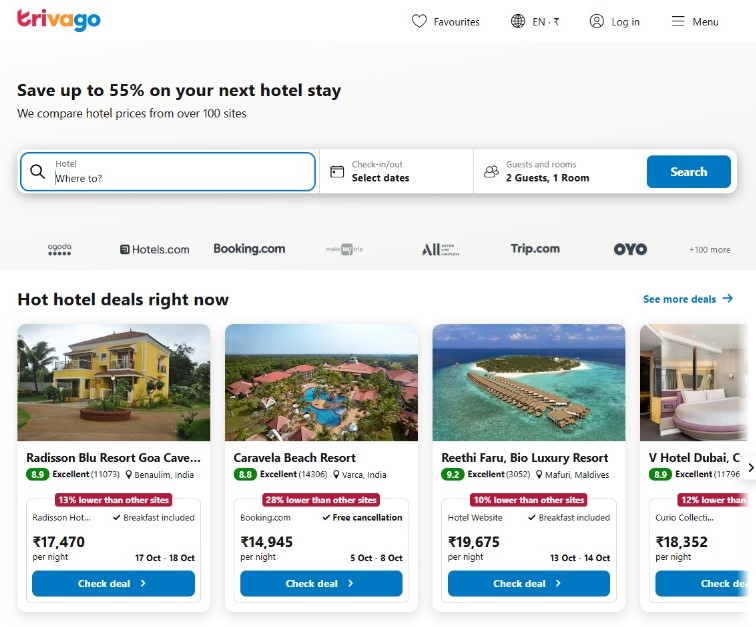 trivago
Favourites
EN · ₹
Log in
Menu
Save up to 55% on your next hotel stay
We compare hotel prices from over 100 sites
Hotel
Where to?
Check-in/out
Select dates
Guests and rooms
2 Guests, 1 Room
Search
agoda
Hotels.com
Booking.com
make my trip
ALL
Trip.com
OYO
+100 more
Hot hotel deals right now
See more deals
Radisson Blu Resort Goa Cave...
8.9 Excellent (11073) Benaulim, India
13% lower than other sites
Radisson Hot... Breakfast included
₹17,470
per night 17 Oct - 18 Oct
Check deal
Caravela Beach Resort
8.8 Excellent (14306) Varca, India
28% lower than other sites
Booking.com Free cancellation
₹14,945
per night 5 Oct - 8 Oct
Check deal
Reethi Faru, Bio Luxury Resort
9.2 Excellent (3052) Mafuri, Maldives
10% lower than other sites
Hotel Website Breakfast included
₹19,675
per night 13 Oct - 14 Oct
Check deal
V Hotel Dubai, C
8.9 Excellent (11796
12% lower than
Curio Collecti...
₹18,352
per night
Check de